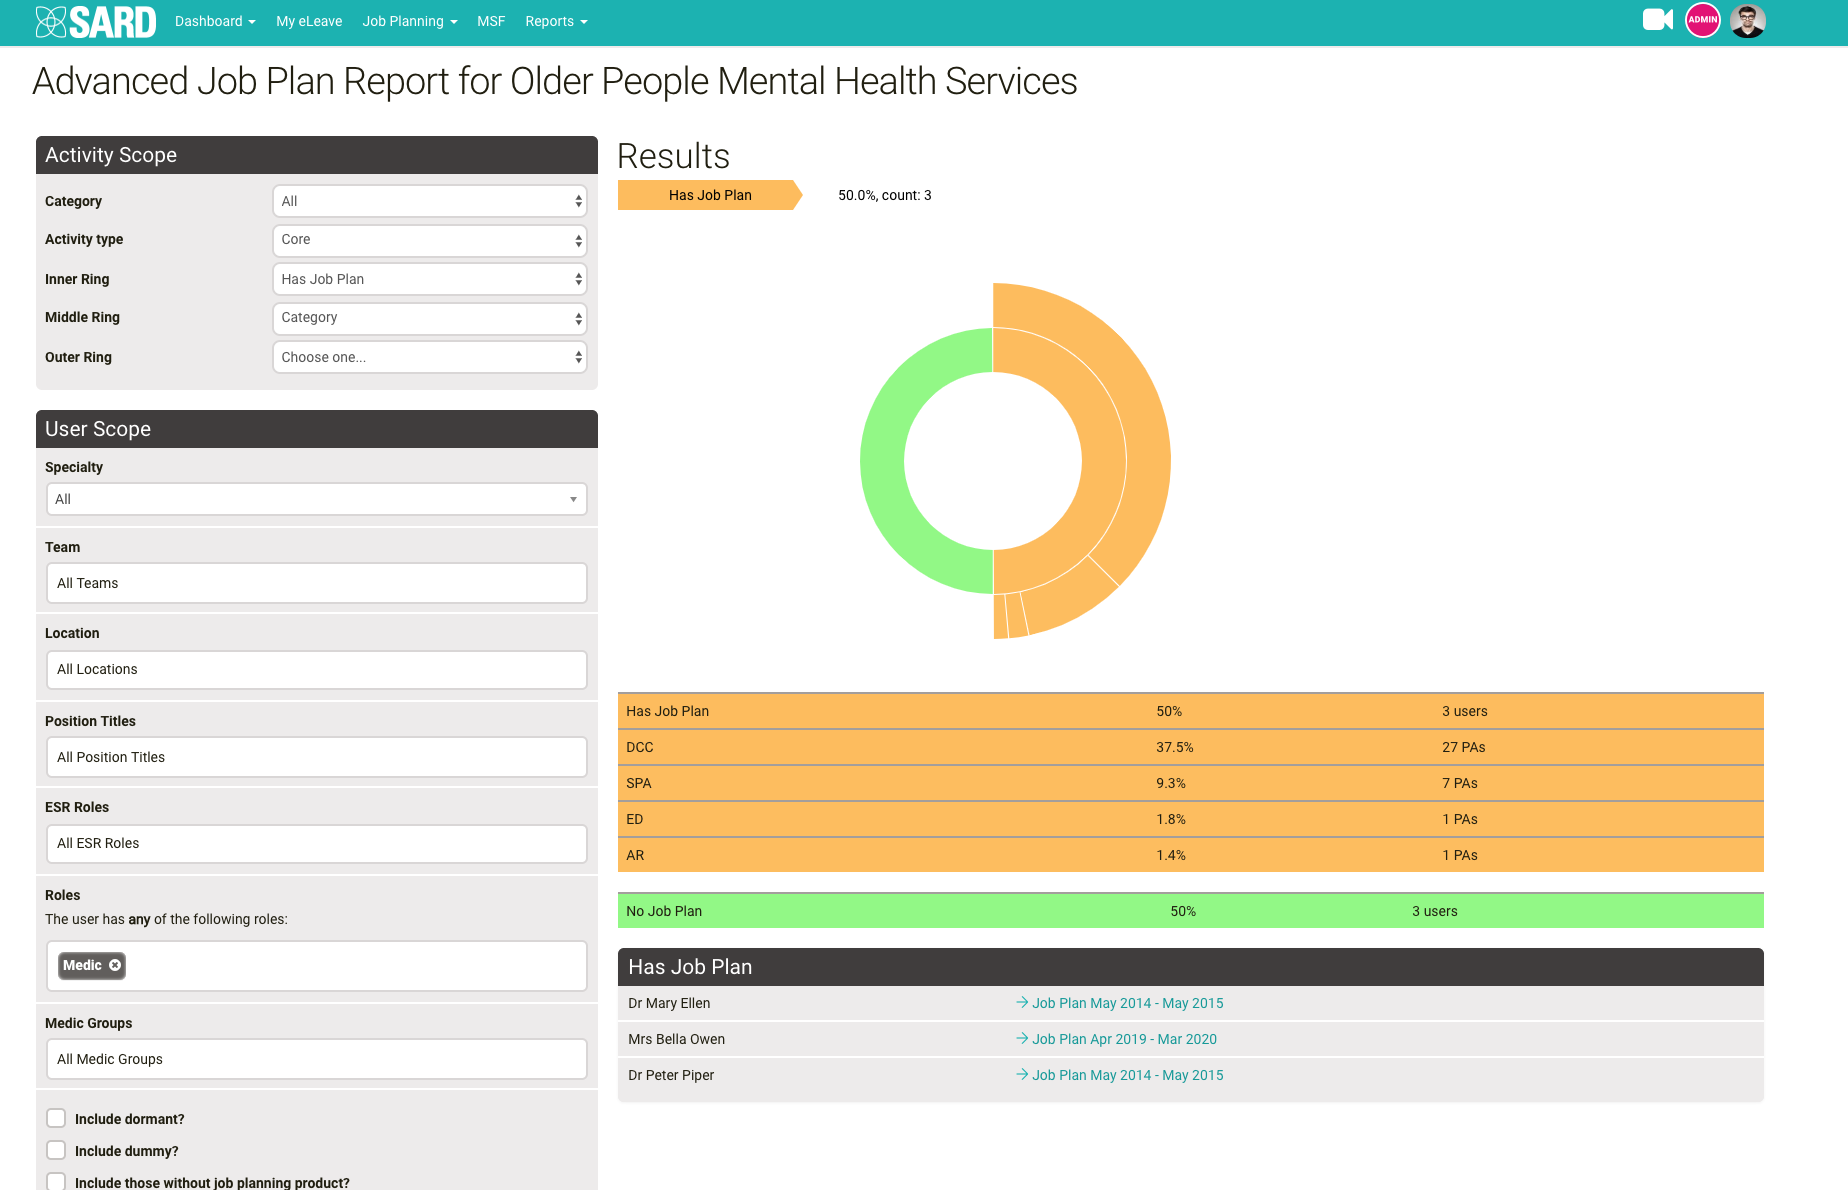 SARD Dashboard My eLeave Job Planning MSF Reports ADMIN
Advanced Job Plan Report for Older People Mental Health Services
Activity Scope
Category All
Activity type Core
Inner Ring Has Job Plan
Middle Ring Category
Outer Ring Choose one...
User Scope
Specialty
All
Team
All Teams
Location
All Locations
Position Titles
All Position Titles
ESR Roles
All ESR Roles
Roles
The user has any of the following roles:
Medic
Medic Groups
All Medic Groups
Include dormant?
Include dummy?
Include those without job planning product?
Results
Has Job Plan 50.0%, count: 3
Has Job Plan 50% 3 users
DCC 37.5% 27 PAs
SPA 9.3% 7 PAs
ED 1.8% 1 PAs
AR 1.4% 1 PAs
No Job Plan 50% 3 users
Has Job Plan
Dr Mary Ellen Job Plan May 2014 - May 2015
Mrs Bella Owen Job Plan Apr 2019 - Mar 2020
Dr Peter Piper Job Plan May 2014 - May 2015